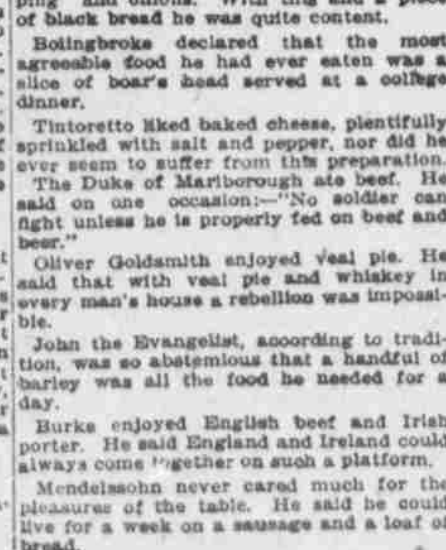 ping and onions. With this and a piece
of black bread he was quite content.
Bolingbroke declared that the most
agreeable food he had ever eaten was a
slice of boar's head served at a college
dinner.
Tintoretto liked baked cheese, plentifully
sprinkled with salt and pepper, nor did he
ever seem to suffer from this preparation.
The Duke of Marlborough ate beef. He
said on one occasion:—"No soldier can
fight unless he is properly fed on beef and
beer."
Oliver Goldsmith enjoyed veal pie. He
said that with veal pie and whiskey in
every man's house a rebellion was impossi-
ble.
John the Evangelist, according to tradi-
tion, was so abstemious that a handful of
barley was all the food he needed for a
day.
Burke enjoyed English beef and Irish
porter. He said England and Ireland could
always come together on such a platform.
Mendelssohn never cared much for the
pleasures of the table. He said he could
live for a week on a sausage and a loaf of
bread.